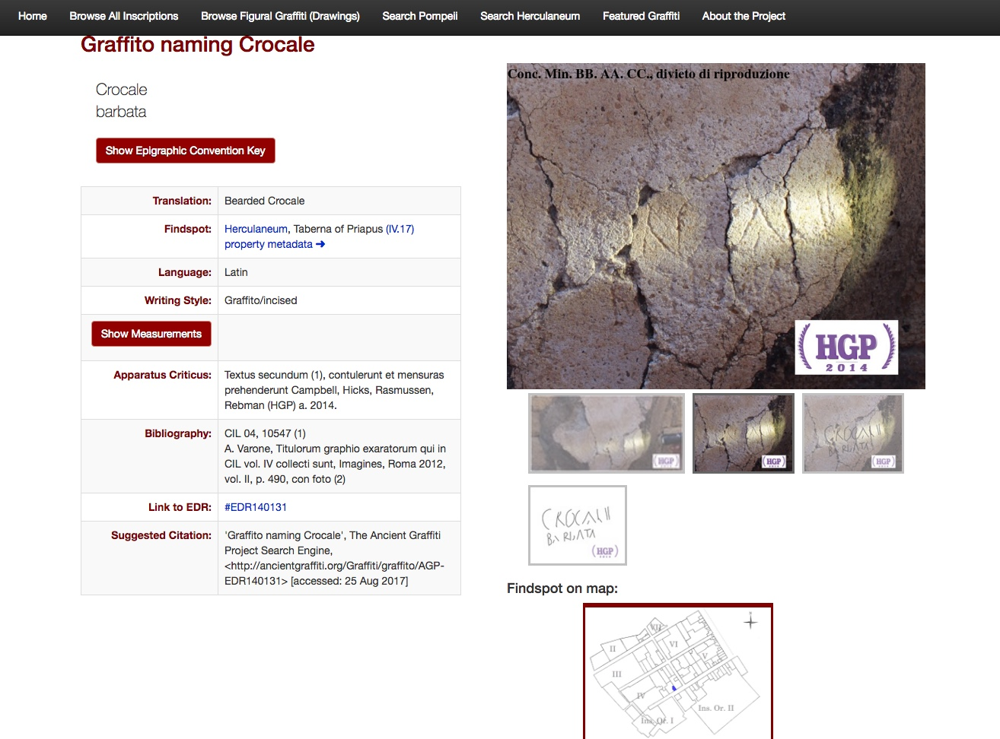 Home Browse All Inscriptions Browse Figural Graffiti (Drawings) Search Pompeii Search Herculaneum Featured Graffiti About the Project
Graffito naming Crocale
Crocale
barbata
Show Epigraphic Convention Key
Translation: Bearded Crocale
Findspot: Herculaneum, Taberna of Priapus (IV.17)
property metadata ➔
Language: Latin
Writing Style: Graffito/incised
Show Measurements
Apparatus Criticus: Textus secundum (1), contulerunt et mensuras
prehenderunt Campbell, Hicks, Rasmussen,
Rebman (HGP) a. 2014.
Bibliography: CIL 04, 10547 (1)
A. Varone, Titulorum graphio exaratorum qui in
CIL vol. IV collecti sunt, Imagines, Roma 2012,
vol. II, p. 490, con foto (2)
Link to EDR: #EDR140131
Suggested Citation: 'Graffito naming Crocale', The Ancient Graffiti
Project Search Engine,
<http://ancientgraffiti.org/Graffiti/graffito/AGP-
EDR140131> [accessed: 25 Aug 2017]
Conc. Min. BB. AA. CC., divieto di riproduzione
HGP
2014
HGP
HGP
CROCALII
BARBATA
HGP
CROCALII
BARBATA
HGP
Findspot on map:
VII
II
VI
V
III
IV
Ins. Or. II
Ins. Or. I